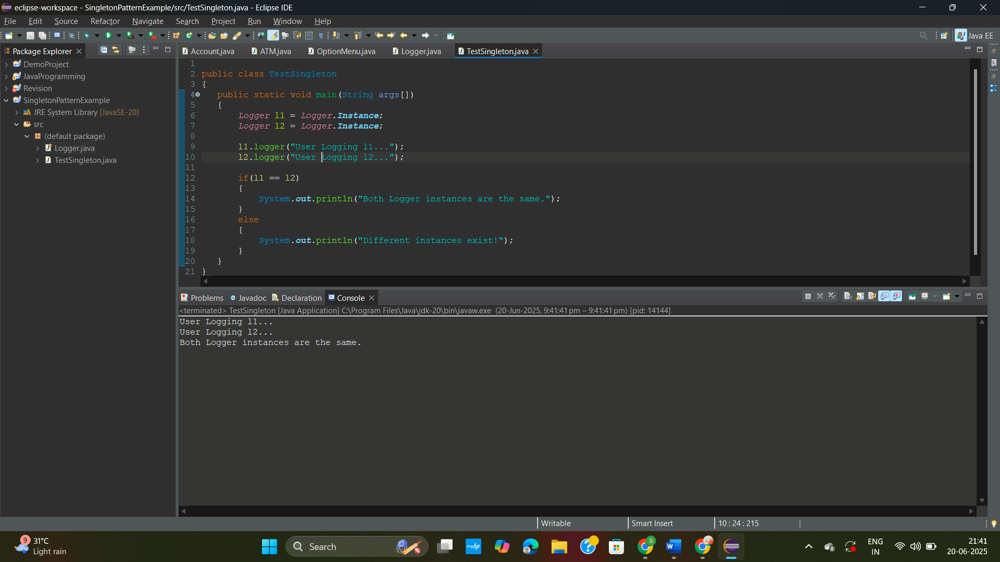 eclipse-workspace - SingletonPatternExample/src/TestSingleton.java - Eclipse IDE
File Edit Source Refactor Navigate Search Project Run Window Help
Java EE
Package Explorer
Account.java ATM.java OptionMenu.java Logger.java TestSingleton.java
DemoProject
JavaProgramming
Revision
SingletonPatternExample
JRE System Library [JavaSE-20]
src
(default package)
Logger.java
TestSingleton.java
1
2 public class TestSingleton
3 {
4 public static void main(String args[])
5 {
6 Logger l1 = Logger.Instance;
7 Logger l2 = Logger.Instance;
8
9 l1.logger("User Logging l1...");
10 l2.logger("User Logging l2...");
11
12 if(l1 == l2)
13 {
14 System.out.println("Both Logger instances are the same.");
15 }
16 else
17 {
18 System.out.println("Different instances exist!");
19 }
20 }
21 }
Problems Javadoc Declaration Console
<terminated> TestSingleton [Java Application] C:\Program Files\Java\jdk-20\bin\javaw.exe (20-Jun-2025, 9:41:41 pm – 9:41:41 pm) [pid: 14144]
User Logging l1...
User Logging l2...
Both Logger instances are the same.
Writable Smart Insert 10 : 24 : 215
9
31°C
Light rain
Search
myhp
S
ENG
IN
21:41
20-06-2025